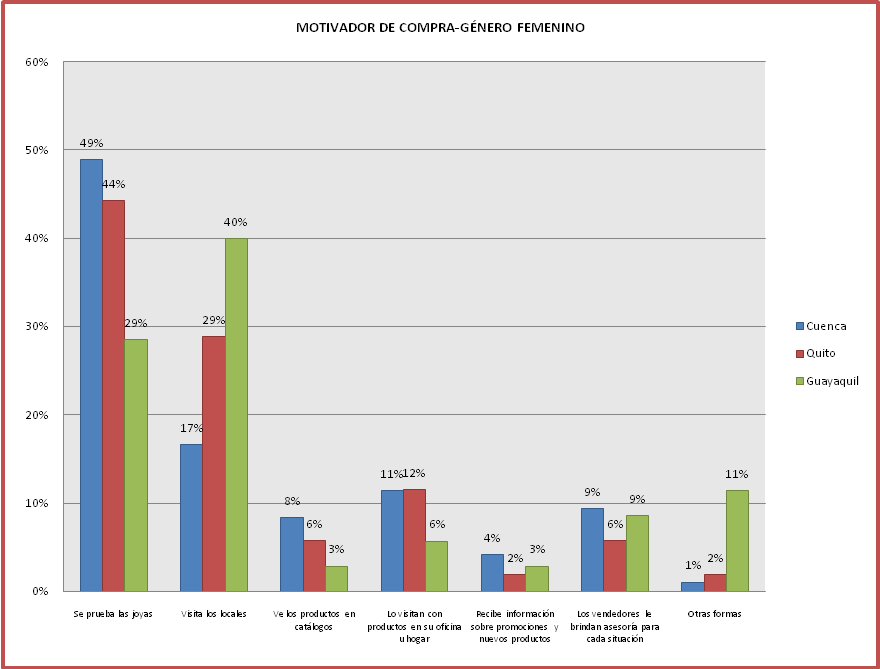 MOTIVADOR DE COMPRA-GÉNERO FEMENINO
60%
50%
40%
30%
20%
10%
0%
49%
44%
29%
17%
29%
40%
8%
6%
3%
11%
12%
6%
4%
2%
3%
9%
6%
9%
1%
2%
11%
Se prueba las joyas
Visita los locales
Ve los productos en
catálogos
Lo visitan con
productos en su oficina
u hogar
Recibe información
sobre promociones y
nuevos productos
Los vendedores le
brindan asesoría para
cada situación
Otras formas
Cuenca
Quito
Guayaquil